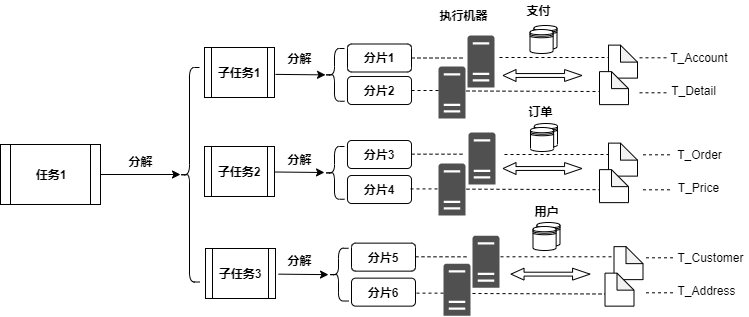 执行机器
支付
子任务1
分解
分片1
T_Account
分片2
T_Detail
订单
任务1
分解
子任务2
分解
分片3
T_Order
分片4
T_Price
用户
子任务3
分解
分片5
T_Customer
分片6
T_Address